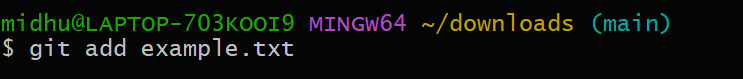 midhu@LAPTOP-703KOOI9 MINGW64 ~/downloads (main)
$ git add example.txt